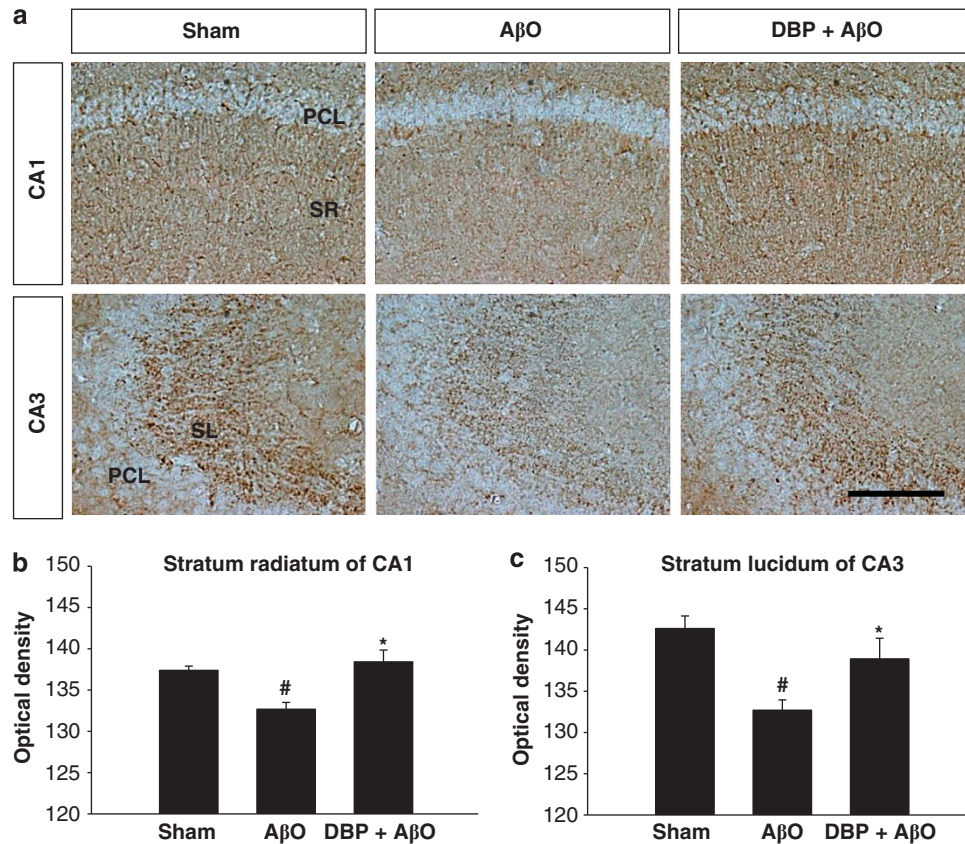 a
Sham
AβO
DBP + AβO
CA1
PCL
SR
CA3
SL
PCL
b
Stratum radiatum of CA1
Optical density
150
145
140
135
130
125
120
#
*
Sham
AβO
DBP + AβO
c
Stratum lucidum of CA3
Optical density
150
145
140
135
130
125
120
#
*
Sham
AβO
DBP + AβO